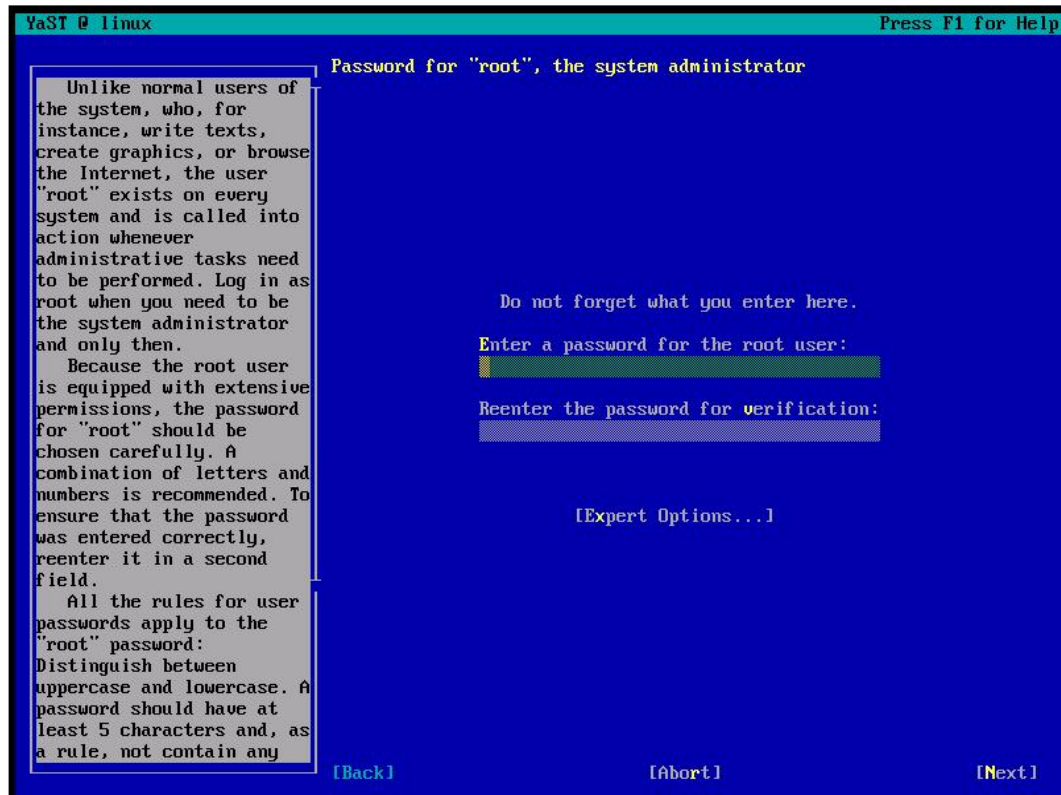 YaST @ linux
Press F1 for Help
Password for "root", the system administrator
Unlike normal users of
the system, who, for
instance, write texts,
create graphics, or browse
the Internet, the user
"root" exists on every
system and is called into
action whenever
administrative tasks need
to be performed. Log in as
root when you need to be
the system administrator
and only then.
Because the root user
is equipped with extensive
permissions, the password
for "root" should be
chosen carefully. A
combination of letters and
numbers is recommended. To
ensure that the password
was entered correctly,
reenter it in a second
field.
All the rules for user
passwords apply to the
"root" password:
Distinguish between
uppercase and lowercase. A
password should have at
least 5 characters and, as
a rule, not contain any
Do not forget what you enter here.
Enter a password for the root user:
Reenter the password for verification:
[Expert Options...]
[Back]
[Abort]
[Next]